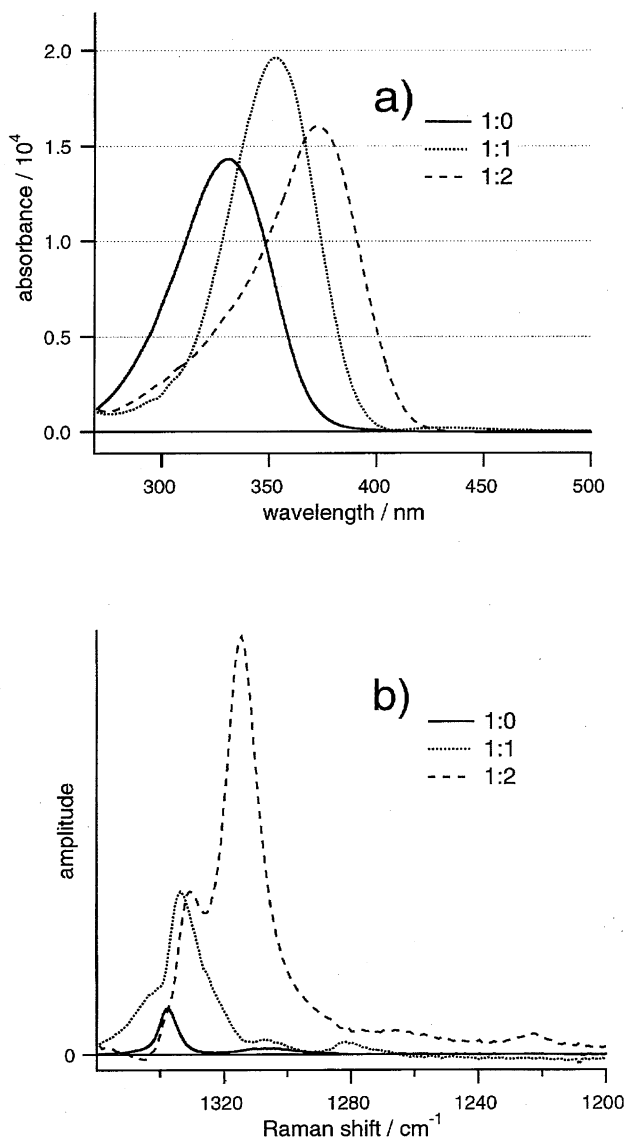 2.0
a)
1:0
1:1
1:2
1.5
1.0
0.5
0.0
absorbance / 10⁴
300 350 400 450 500
wavelength / nm
b)
1:0
1:1
1:2
amplitude
0
1320 1280 1240 1200
Raman shift / cm⁻¹